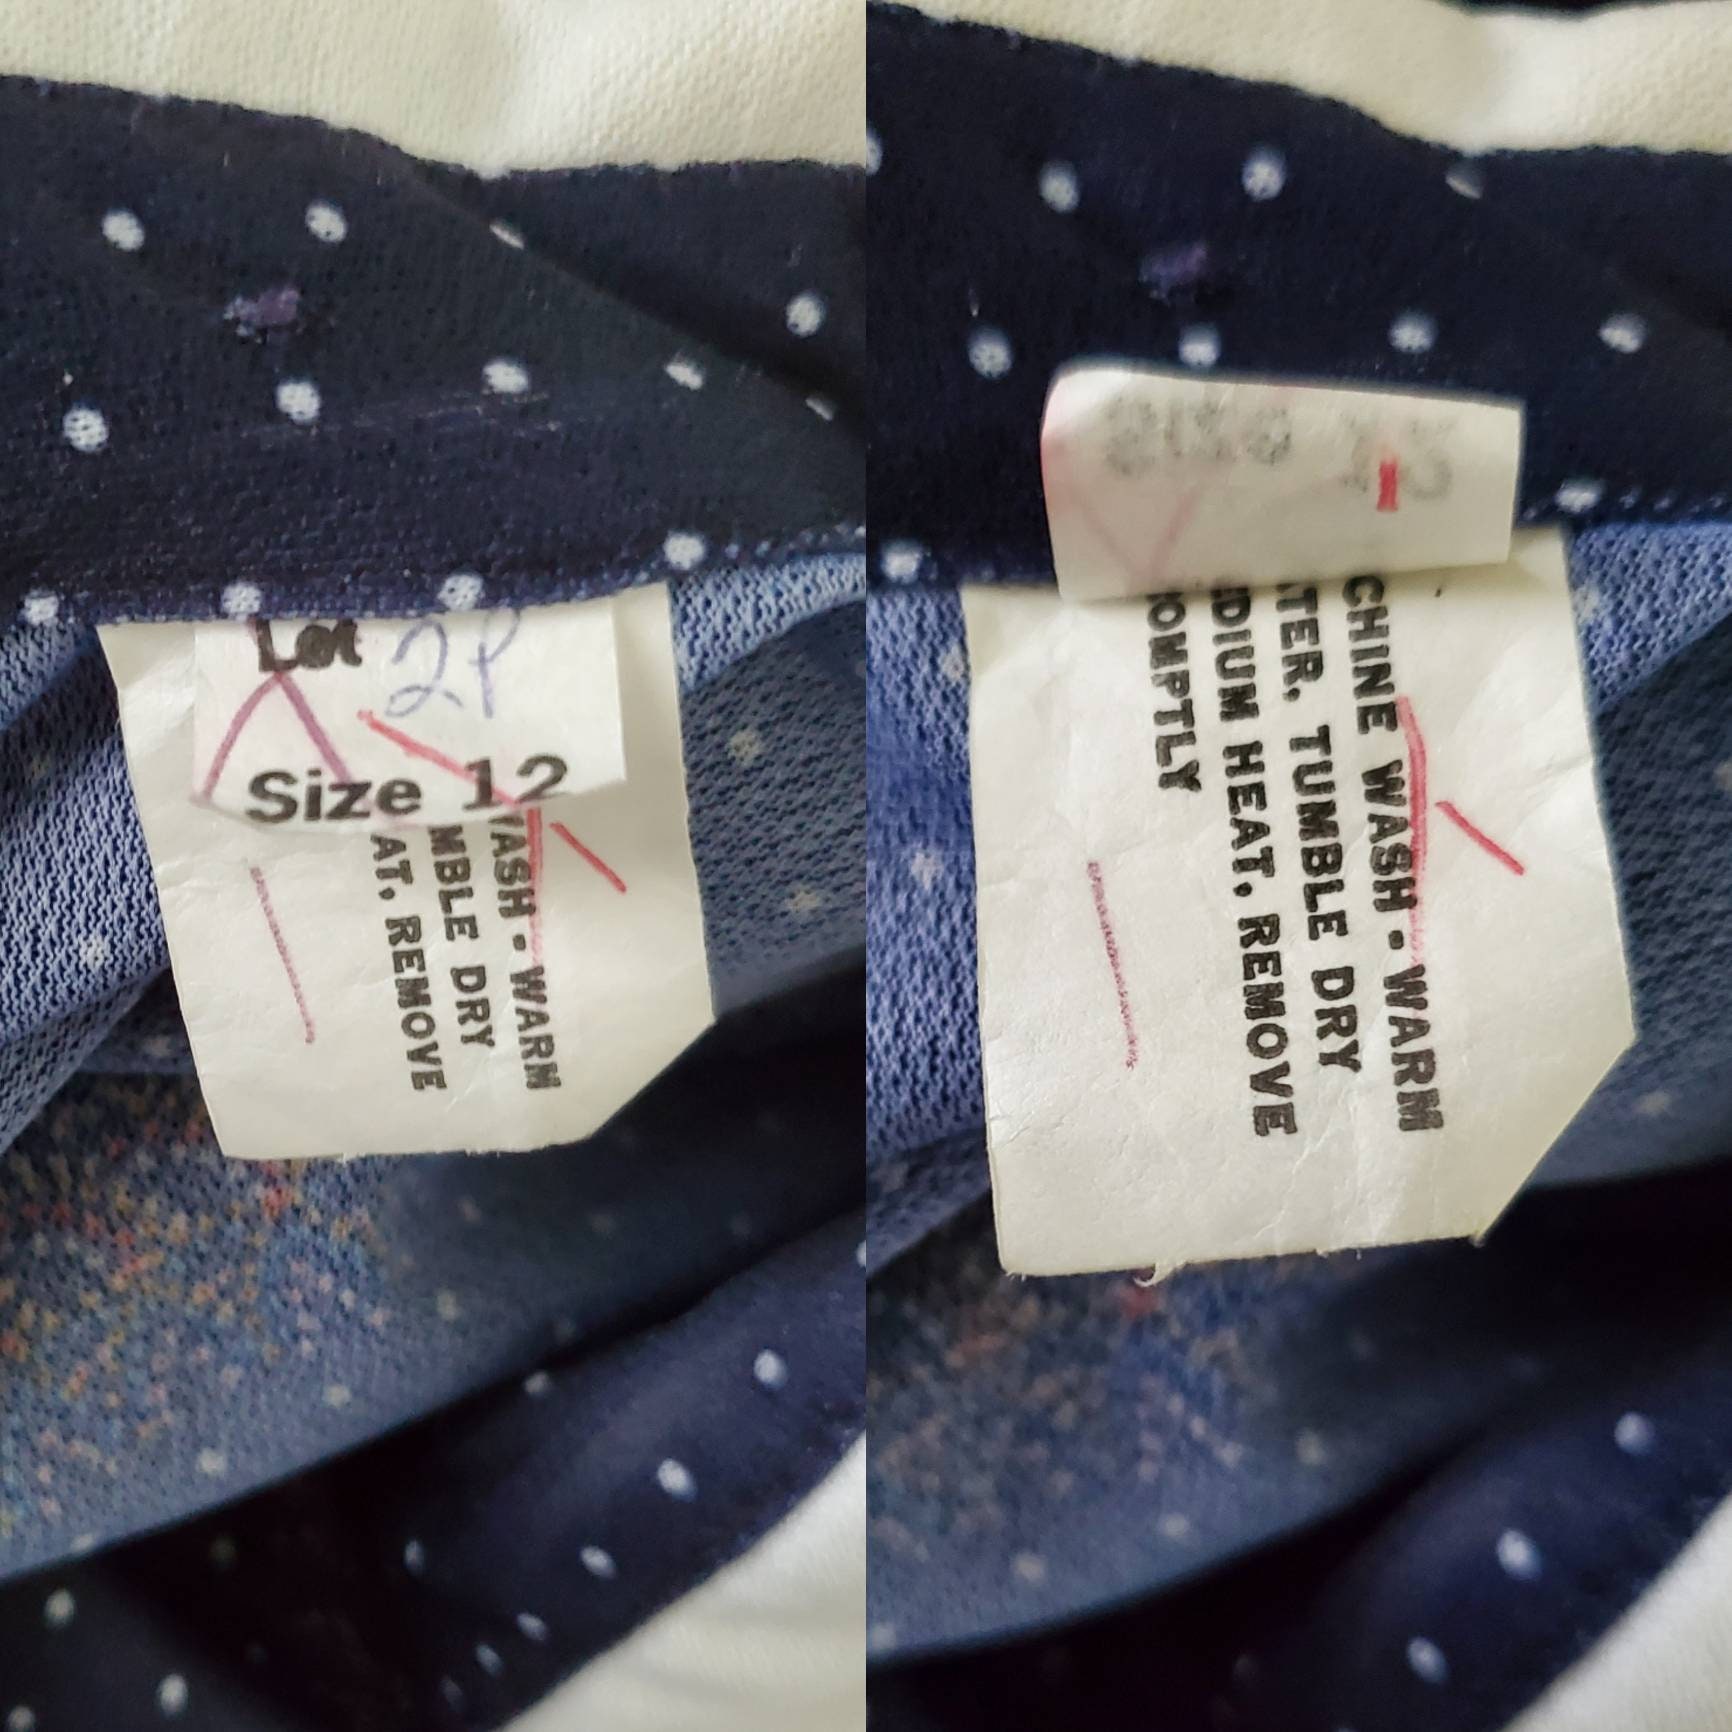 Lot 2P
Size 12
WASH - WARM
MBLE DRY
AT. REMOVE
CHINE WASH - WARM
TER. TUMBLE DRY
DIUM HEAT. REMOVE
OMPTLY